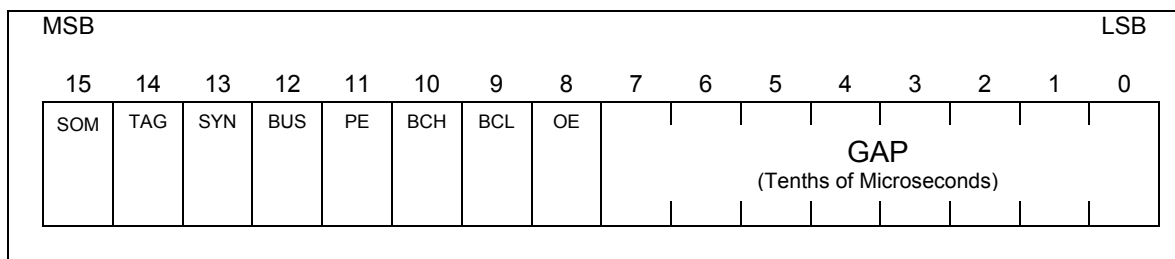 MSB LSB
15 14 13 12 11 10 9 8 7 6 5 4 3 2 1 0
SOM TAG SYN BUS PE BCH BCL OE
GAP
(Tenths of Microseconds)